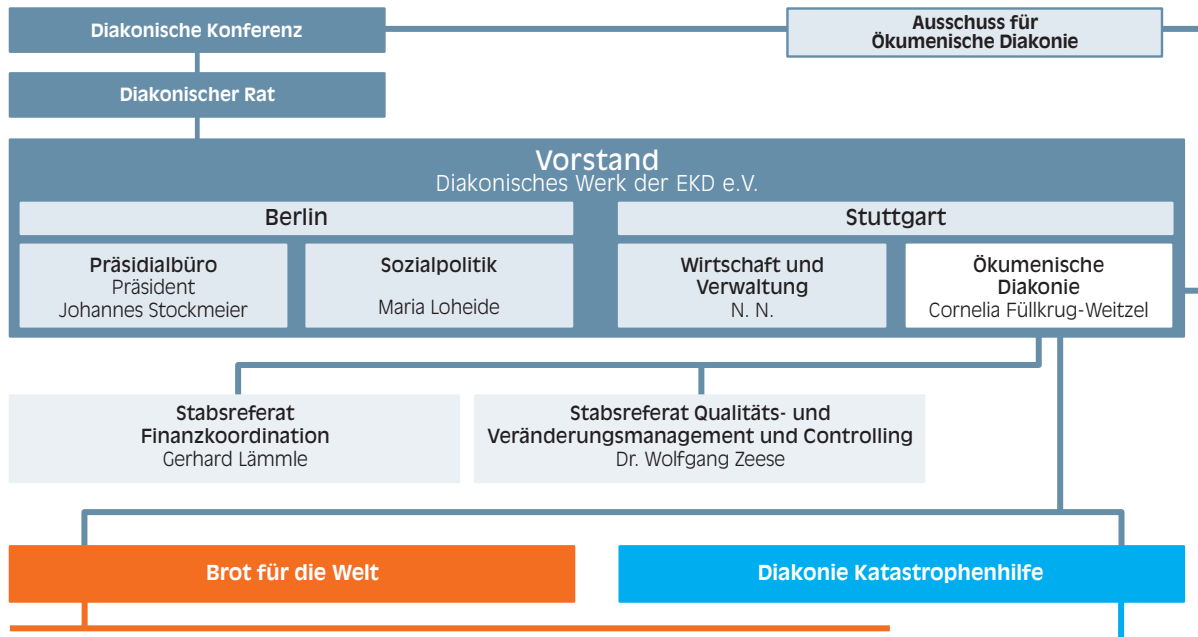 Diakonische Konferenz
Ausschuss für
Ökumenische Diakonie
Diakonischer Rat
Vorstand
Diakonisches Werk der EKD e.V.
Berlin
Stuttgart
Präsidialbüro
Präsident
Johannes Stockmeier
Sozialpolitik
Maria Loheide
Wirtschaft und
Verwaltung
N. N.
Ökumenische
Diakonie
Cornelia Füllkrug-Weitzel
Stabsreferat
Finanzkoordination
Gerhard Lämmle
Stabsreferat Qualitäts- und
Veränderungsmanagement und Controlling
Dr. Wolfgang Zeese
Brot für die Welt
Diakonie Katastrophenhilfe